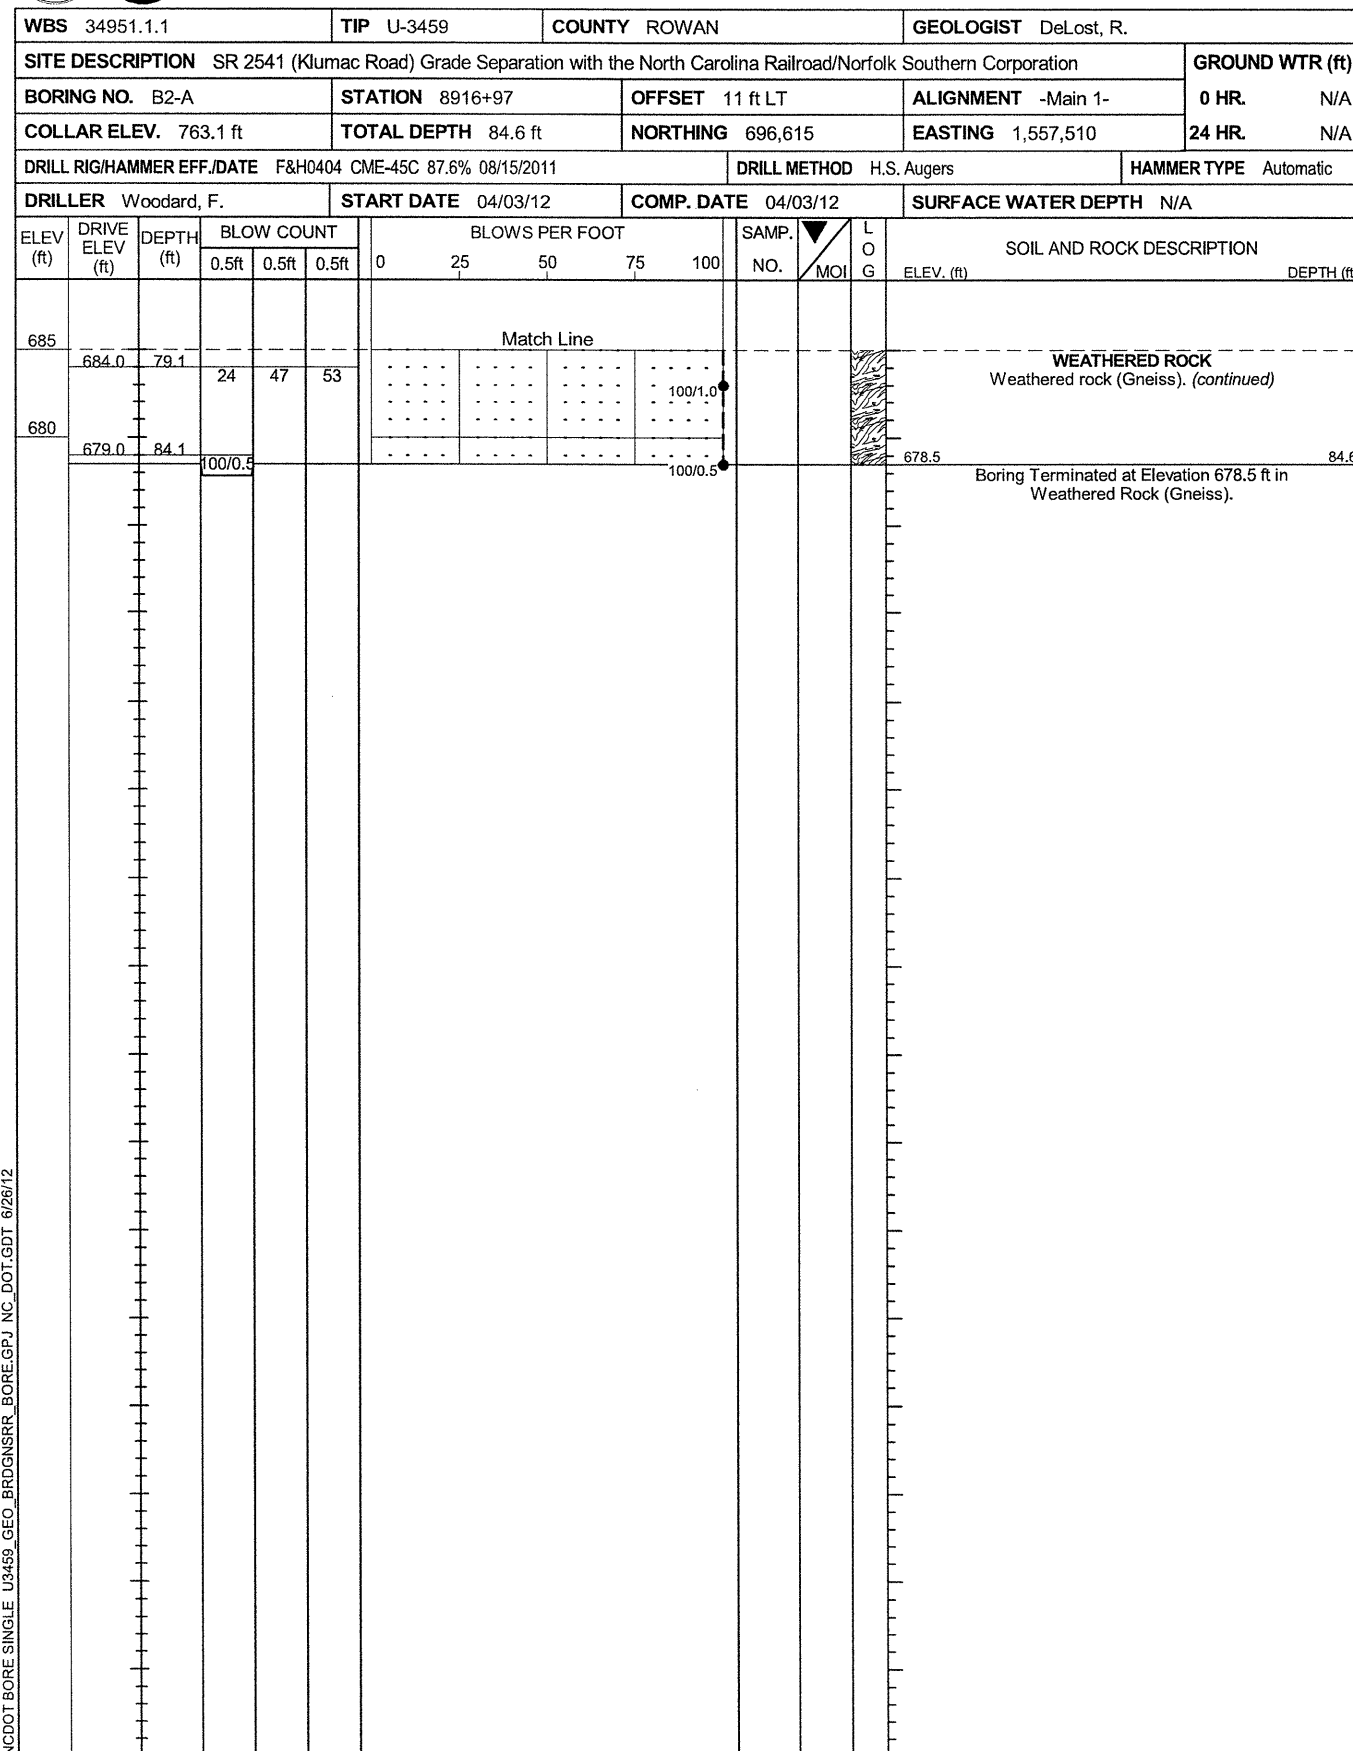 WBS 34951.1.1 TIP U-3459 COUNTY ROWAN GEOLOGIST DeLost, R.
SITE DESCRIPTION SR 2541 (Klumac Road) Grade Separation with the North Carolina Railroad/Norfolk Southern Corporation GROUND WTR (ft)
BORING NO. B2-A STATION 8916+97 OFFSET 11 ft LT ALIGNMENT -Main 1- 0 HR. N/A
COLLAR ELEV. 763.1 ft TOTAL DEPTH 84.6 ft NORTHING 696,615 EASTING 1,557,510 24 HR. N/A
DRILL RIG/HAMMER EFF./DATE F&H0404 CME-45C 87.6% 08/15/2011 DRILL METHOD H.S. Augers HAMMER TYPE Automatic
DRILLER Woodard, F. START DATE 04/03/12 COMP. DATE 04/03/12 SURFACE WATER DEPTH N/A
ELEV (ft) DRIVE ELEV (ft) DEPTH (ft) BLOW COUNT BLOWS PER FOOT SAMP. NO. MOI LOG SOIL AND ROCK DESCRIPTION
0.5ft 0.5ft 0.5ft 0 25 50 75 100 ELEV. (ft) DEPTH (ft
685 Match Line
684.0 79.1 WEATHERED ROCK
24 47 53 Weathered rock (Gneiss). (continued)
100/1.0
680
679.0 84.1
100/0.5 100/0.5 678.5 84.6
Boring Terminated at Elevation 678.5 ft in
Weathered Rock (Gneiss).
NCDOT BORE SINGLE U3459_GEO_BRDGNSRR_BORE.GPJ NC_DOT.GDT 6/26/12